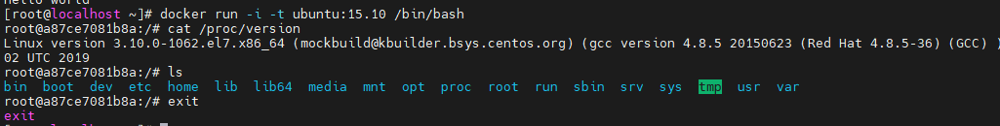 hello world
[root@localhost ~]# docker run -i -t ubuntu:15.10 /bin/bash
root@a87ce7081b8a:/# cat /proc/version
Linux version 3.10.0-1062.el7.x86_64 (mockbuild@kbuilder.bsys.centos.org) (gcc version 4.8.5 20150623 (Red Hat 4.8.5-36) (GCC) )
02 UTC 2019
root@a87ce7081b8a:/# ls
bin boot dev etc home lib lib64 media mnt opt proc root run sbin srv sys tmp usr var
root@a87ce7081b8a:/# exit
exit